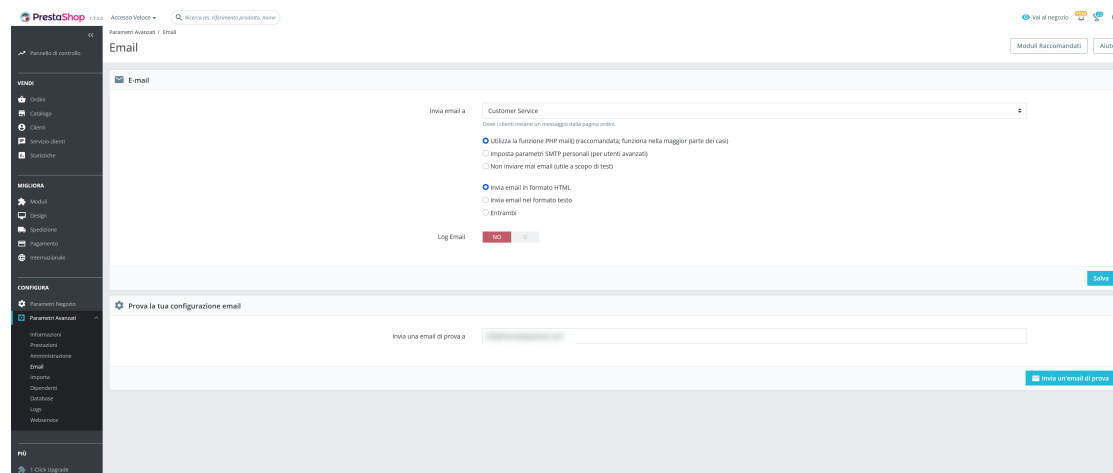 PrestaShop 1.7.5.0 Accesso Veloce Ricerca (es. riferimento prodotto, nome Vai al negozio
Parametri Avanzati / Email
Email
Moduli Raccomandati
Pannello di controllo
VENDI
Ordini
Catalogo
Clienti
Servizio clienti
Statistiche
MIGLIORA
Moduli
Design
Spedizione
Pagamento
Internazionale
CONFIGURA
Parametri Negozio
Parametri Avanzati
Informazioni
Prestazioni
Amministrazione
Email
Importa
Dipendenti
Database
Logs
Webservice
PIÙ
1-Click Upgrade
E-mail
Invia email a Customer Service
Dove i clienti inviano un messaggio dalla pagina ordini.
Utilizza la funzione PHP mail() (raccomandata; funziona nella maggior parte dei casi)
Imposta parametri SMTP personali (per utenti avanzati)
Non inviare mai email (utile a scopo di test)
Invia email in formato HTML
Invia email nel formato testo
Entrambi
Log Email NO
Salva
Prova la tua configurazione email
Invia una email di prova a
Invia un'email di prova